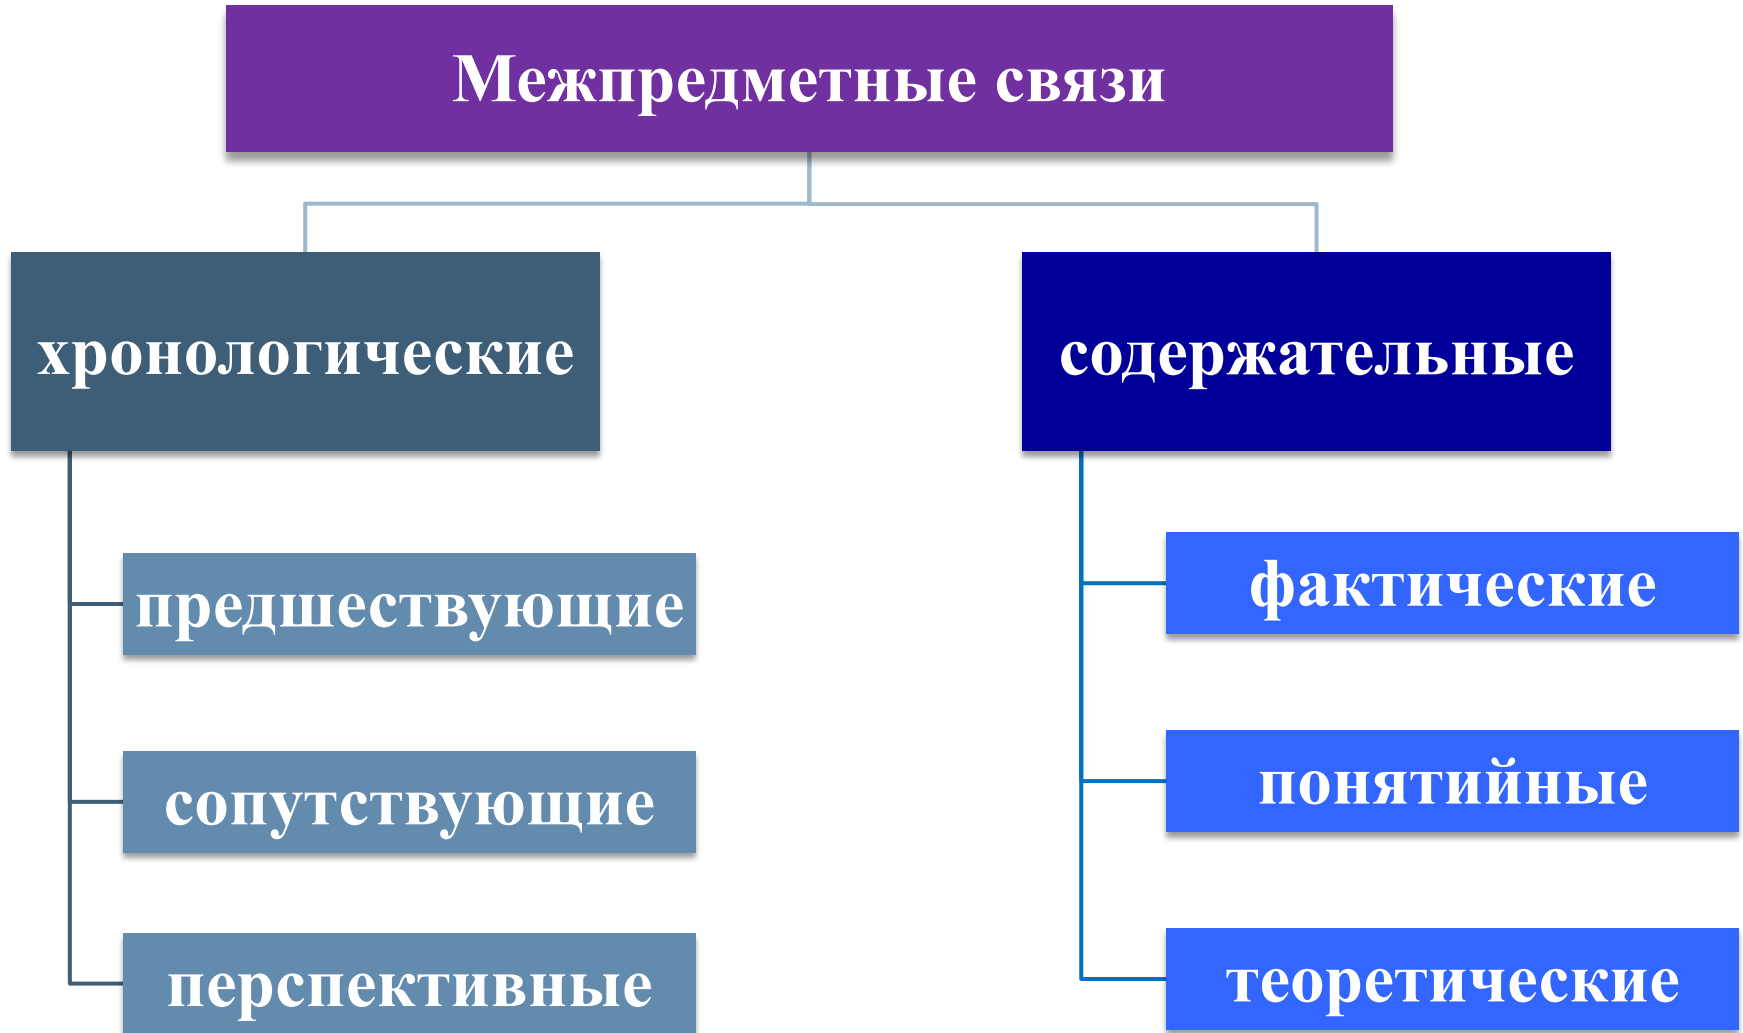 Межпредметные связи
хронологические
предшествующие
сопутствующие
перспективные
содержательные
фактические
понятийные
теоретические